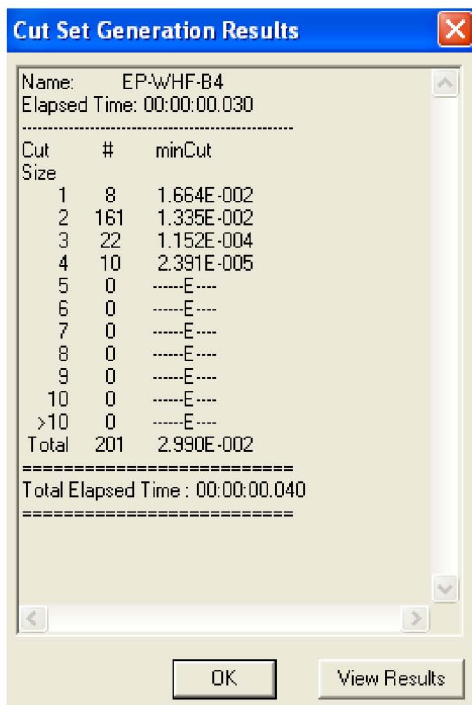 Cut Set Generation Results
Name: EP-WHF-B4
Elapsed Time: 00:00:00.030
--------------------------------------------------
Cut # minCut
Size
1 8 1.664E-002
2 161 1.335E-002
3 22 1.152E-004
4 10 2.391E-005
5 0 ------E----
6 0 ------E----
7 0 ------E----
8 0 ------E----
9 0 ------E----
10 0 ------E----
>10 0 ------E----
Total 201 2.990E-002
==========================
Total Elapsed Time : 00:00:00.040
==========================
OK View Results